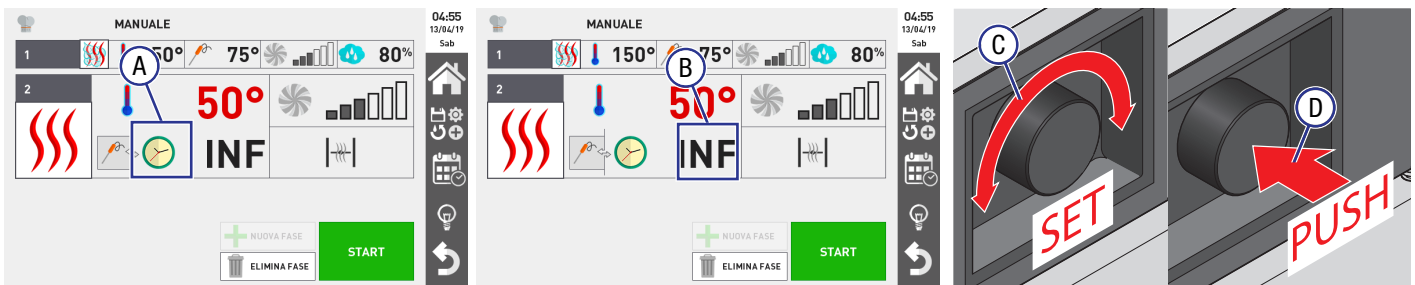 MANUALE
04:55
13/04/19
Sab
1 50° 75° 80%
A
2
50°
INF
NUOVA FASE
ELIMINA FASE
START
MANUALE
04:55
13/04/19
Sab
1 150° 75° 80%
B
2
50°
INF
NUOVA FASE
ELIMINA FASE
START
C
SET
D
PUSH